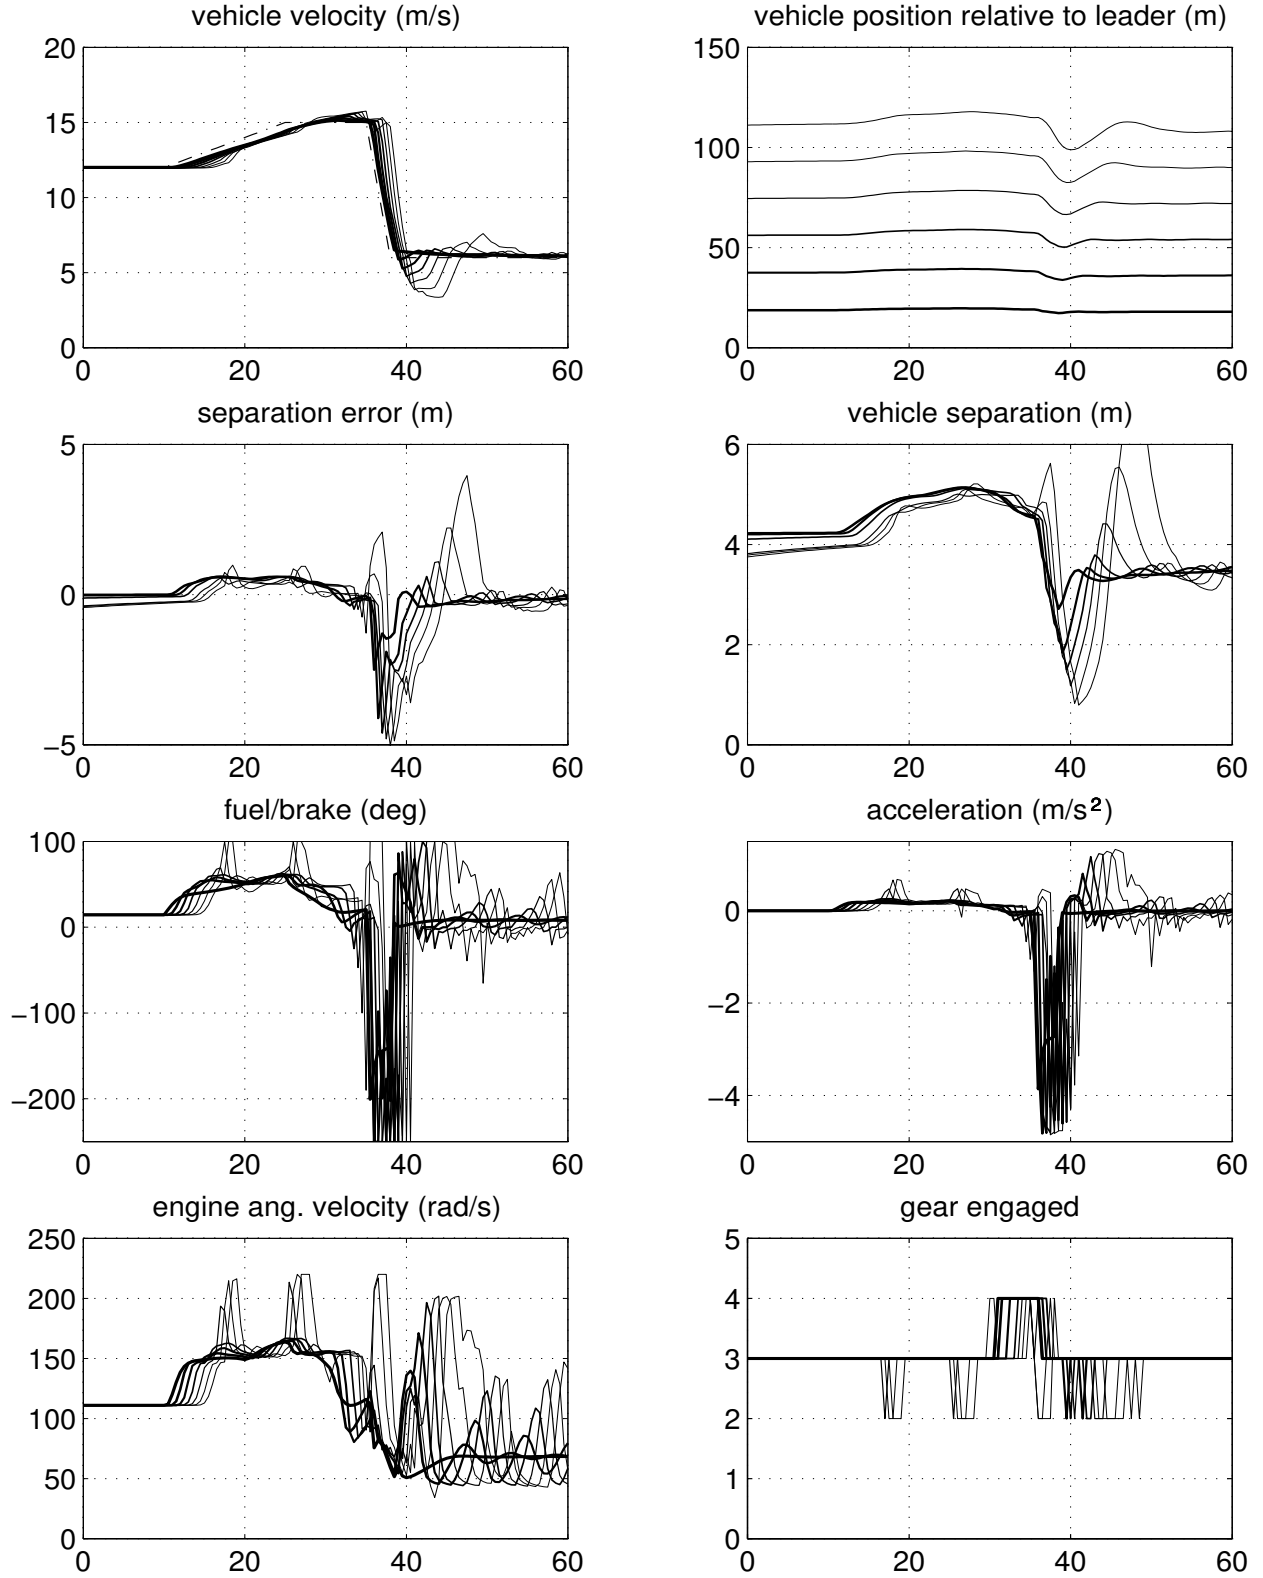 vehicle velocity (m/s)
20
15
10
5
0
0 20 40 60
vehicle position relative to leader (m)
150
100
50
0
0 20 40 60
separation error (m)
5
0
−5
0 20 40 60
vehicle separation (m)
6
4
2
0
0 20 40 60
fuel/brake (deg)
100
0
−100
−200
0 20 40 60
acceleration (m/s²)
0
−2
−4
0 20 40 60
engine ang. velocity (rad/s)
250
200
150
100
50
0
0 20 40 60
gear engaged
5
4
3
2
1
0
0 20 40 60